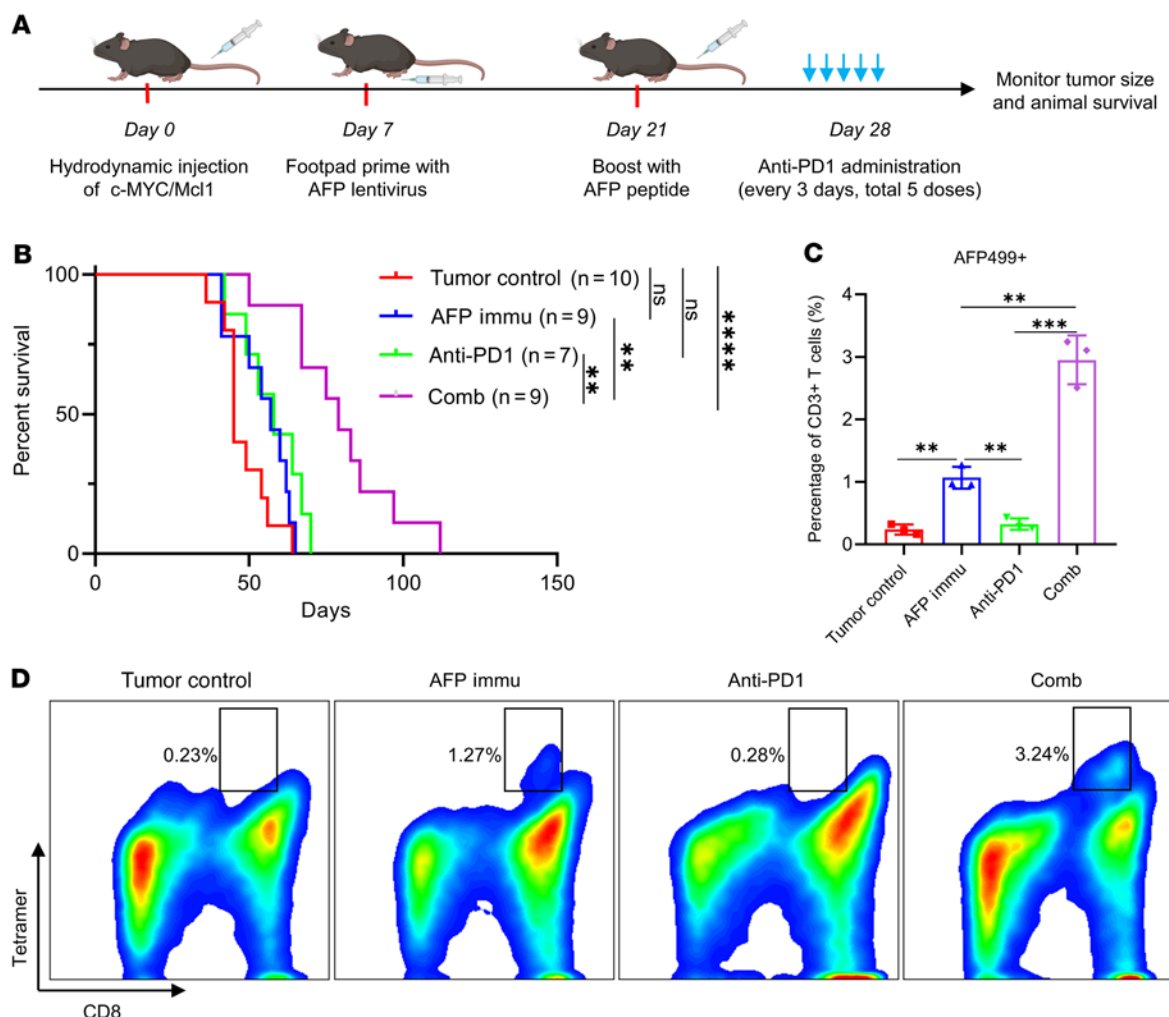 A
Day 0
Day 7
Day 21
Day 28
Monitor tumor size
and animal survival
Hydrodynamic injection
of c-MYC/Mcl1
Footpad prime with
AFP lentivirus
Boost with
AFP peptide
Anti-PD1 administration
(every 3 days, total 5 doses)
B
Percent survival
100
50
0
0
50
100
150
Days
Tumor control (n=10)
AFP immu (n=9)
Anti-PD1 (n=7)
Comb (n=9)
**
**
ns
ns
****
C
AFP499+
Percentage of CD3+ T cells (%)
4
3
2
1
0
**
***
**
**
Tumor control
AFP immu
Anti-PD1
Comb
D
Tumor control
AFP immu
Anti-PD1
Comb
0.23%
1.27%
0.28%
3.24%
Tetramer
CD8